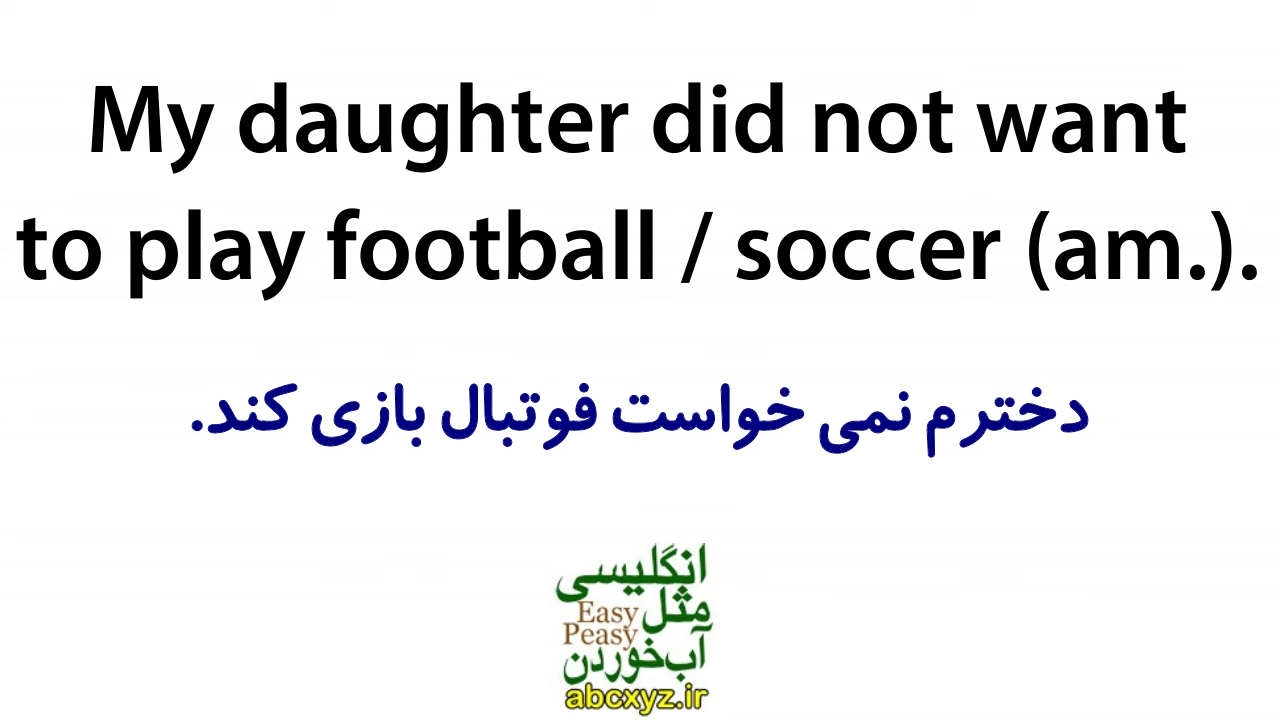 My daughter did not want
to play football / soccer (am.).
دخترم نمی خواست فوتبال بازی کند.
انگلیسی
مثل
Easy
Peasy
آب‌خوردن
abcxyz.ir